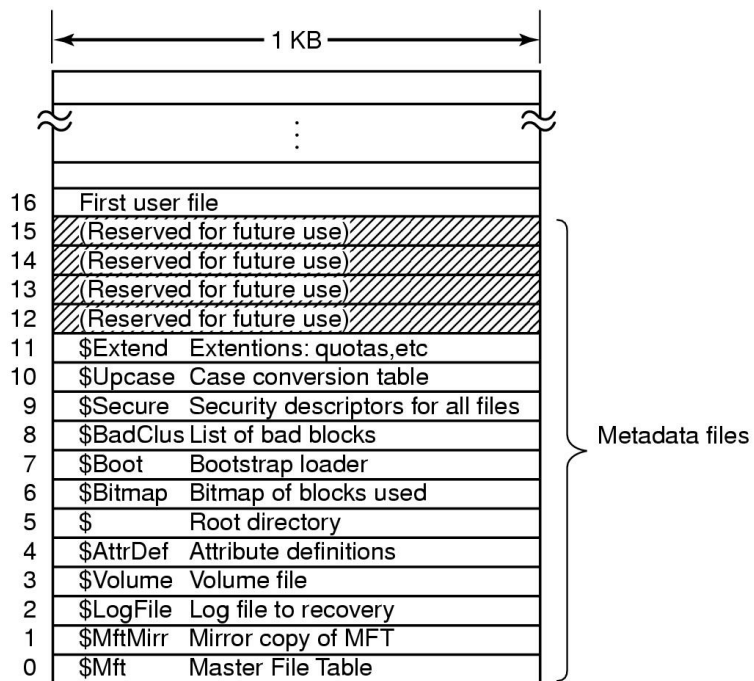 1 KB
16 First user file
15 (Reserved for future use)
14 (Reserved for future use)
13 (Reserved for future use)
12 (Reserved for future use)
11 $Extend Extentions: quotas,etc
10 $Upcase Case conversion table
9 $Secure Security descriptors for all files
8 $BadClus List of bad blocks
7 $Boot Bootstrap loader
6 $Bitmap Bitmap of blocks used
5 $ Root directory
4 $AttrDef Attribute definitions
3 $Volume Volume file
2 $LogFile Log file to recovery
1 $MftMirr Mirror copy of MFT
0 $Mft Master File Table
Metadata files